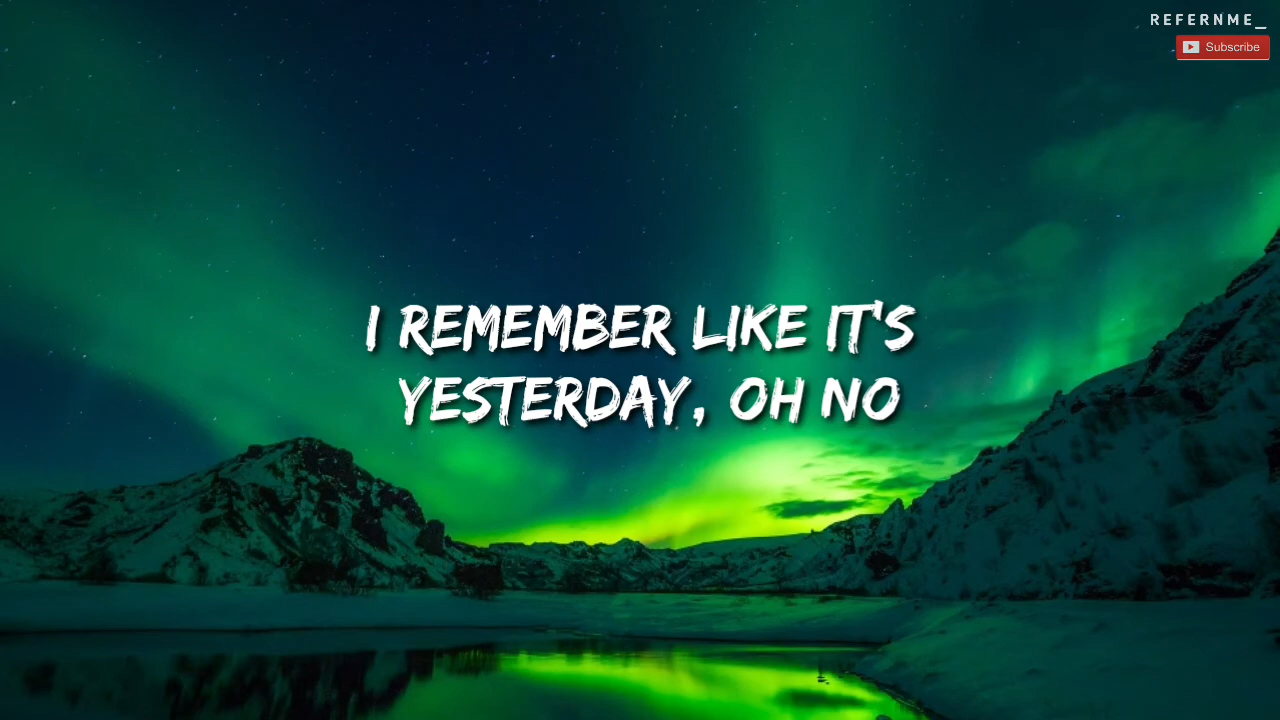 REFERNME_
Subscribe
I REMEMBER LIKE IT'S
YESTERDAY, OH NO